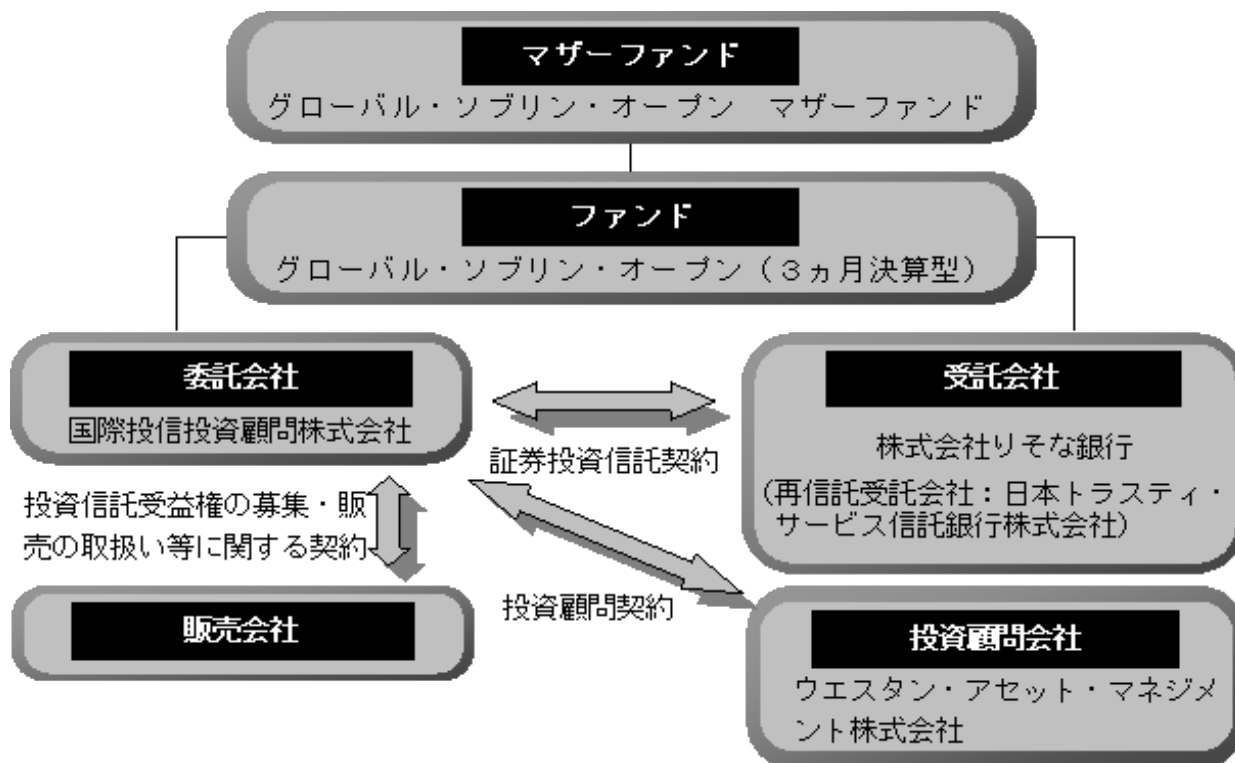 マザーファンド
グローバル・ソブリン・オープン　マザーファンド
ファンド
グローバル・ソブリン・オープン（３ヵ月決算型）
委託会社
国際投信投資顧問株式会社
受託会社
株式会社りそな銀行
（再信託受託会社：日本トラスティ・
サービス信託銀行株式会社）
証券投資信託契約
投資信託受益権の募集・販
売の取扱い等に関する契約
投資顧問契約
販売会社
投資顧問会社
ウエスタン・アセット・マネジメ
ント株式会社